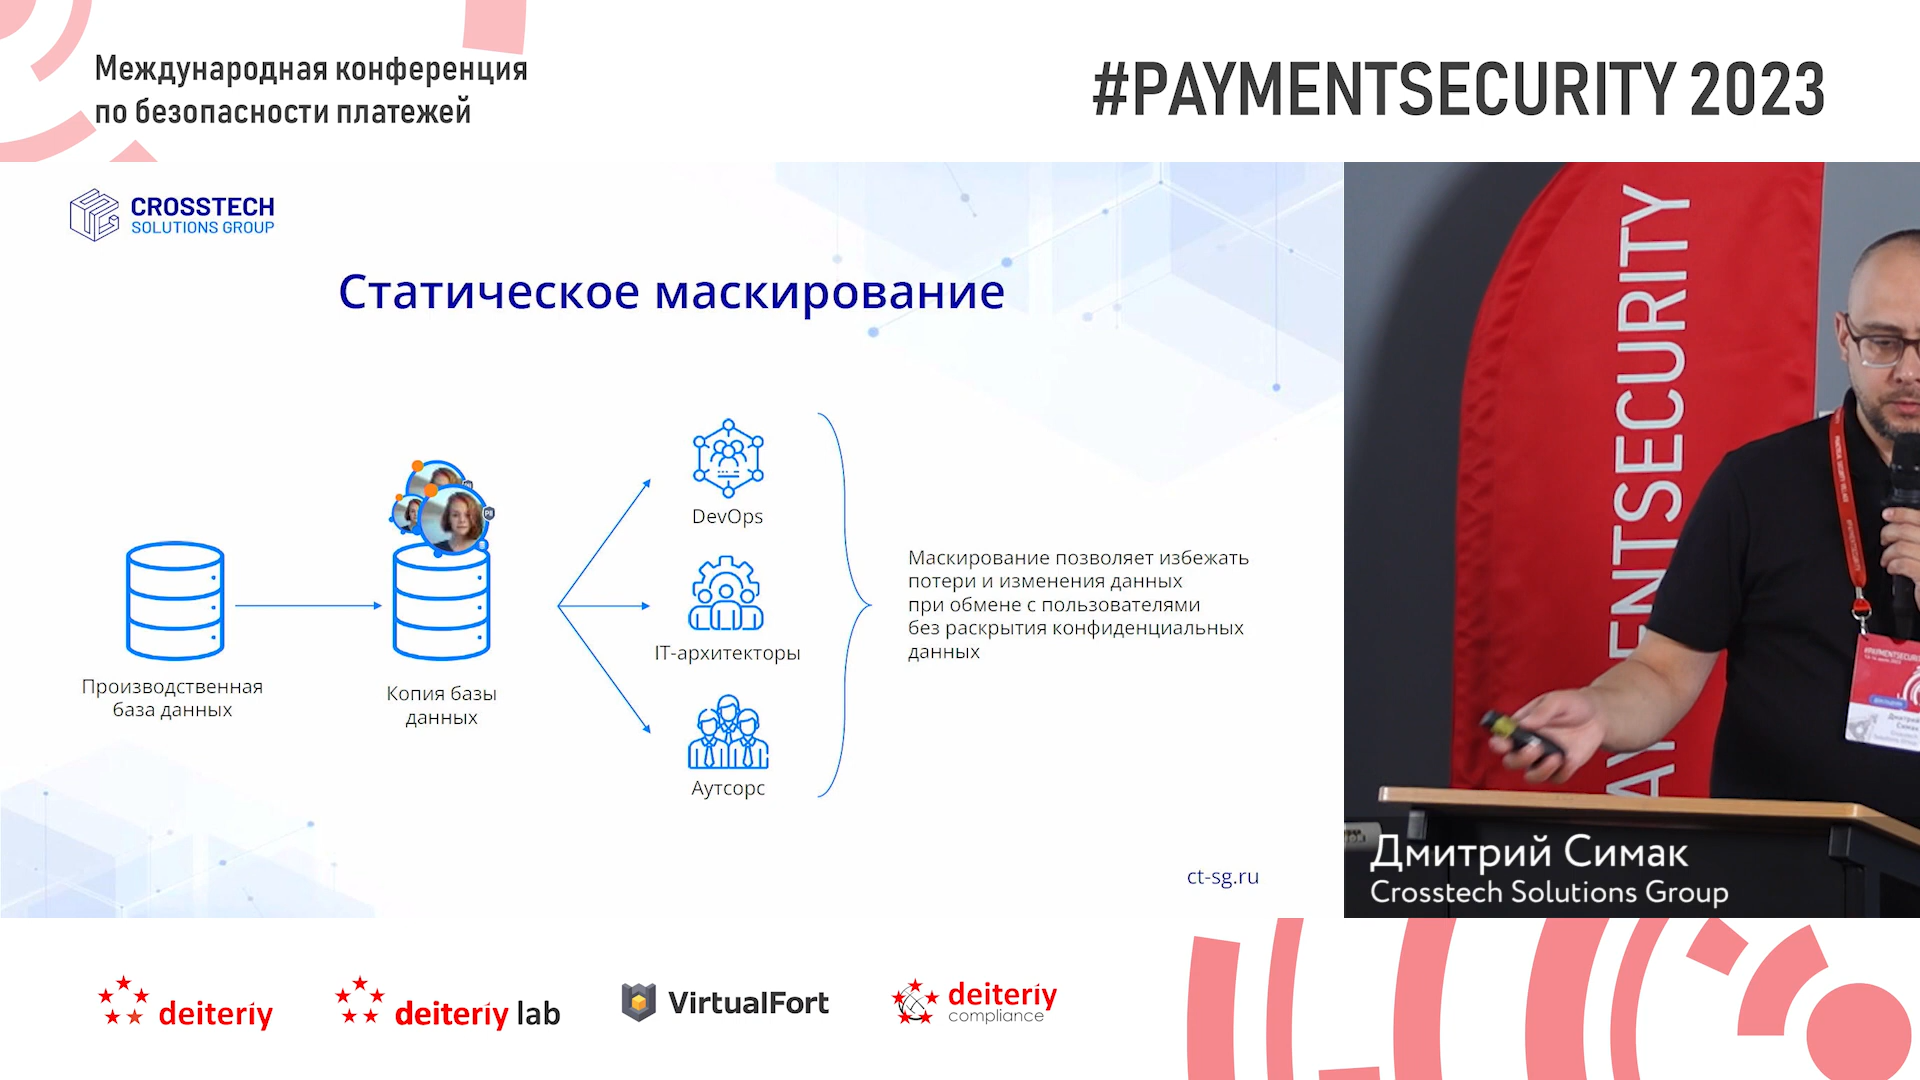 Международная конференция
по безопасности платежей
#PAYMENTSECURITY 2023
CROSSTECH
SOLUTIONS GROUP
Статическое маскирование
DevOps
IT-архитекторы
Аутсорс
Производственная
база данных
Копия базы
данных
Маскирование позволяет избежать
потери и изменения данных
при обмене с пользователями
без раскрытия конфиденциальных
данных
ct-sg.ru
PAYMENTSECURITY
Дмитрий Симак
Crosstech Solutions Group
deiteriy
deiteriy lab
VirtualFort
deiteriy
compliance